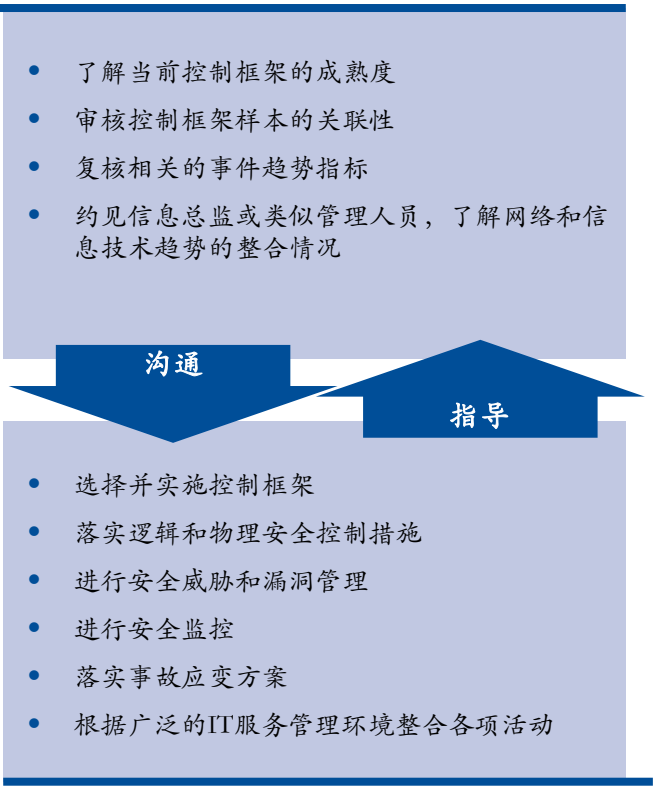 • 了解当前控制框架的成熟度
• 审核控制框架样本的关联性
• 复核相关的事件趋势指标
• 约见信息总监或类似管理人员，了解网络和信
息技术趋势的整合情况
沟通
指导
• 选择并实施控制框架
• 落实逻辑和物理安全控制措施
• 进行安全威胁和漏洞管理
• 进行安全监控
• 落实事故应变方案
• 根据广泛的IT服务管理环境整合各项活动